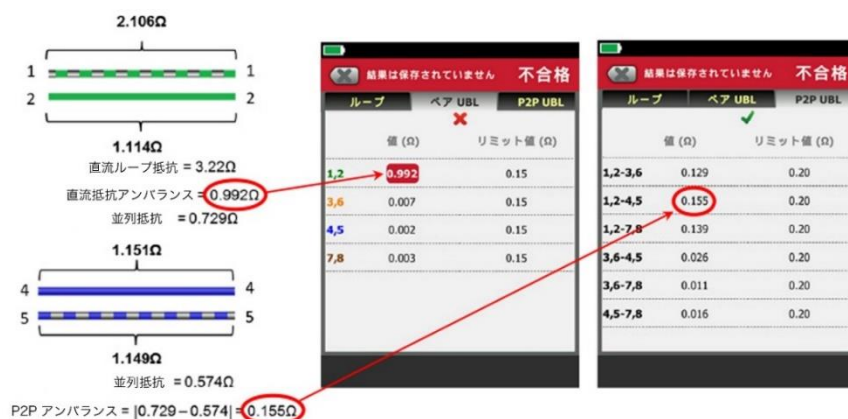 2.106Ω
1 1
2 2
1.114Ω
直流ループ抵抗 = 3.22Ω
直流抵抗アンバランス = 0.992Ω
並列抵抗 = 0.729Ω
1.151Ω
4 4
5 5
1.149Ω
並列抵抗 = 0.574Ω
P2P アンバランス = |0.729 – 0.574| = 0.155Ω
結果は保存されていません 不合格
ループ ペア UBL P2P UBL
値 (Ω) リミット値 (Ω)
1,2 0.992 0.15
3,6 0.007 0.15
4,5 0.002 0.15
7,8 0.003 0.15
結果は保存されていません 不合格
ループ ペア UBL P2P UBL
値 (Ω) リミット値 (Ω)
1,2-3,6 0.129 0.20
1,2-4,5 0.155 0.20
1,2-7,8 0.139 0.20
3,6-4,5 0.026 0.20
3,6-7,8 0.011 0.20
4,5-7,8 0.016 0.20